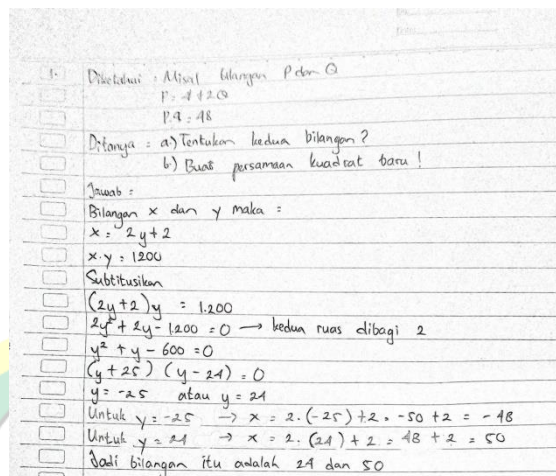 1. Diketahui : Misal bilangan P dan Q
P = 4 + 2Q
P.Q = 48
Ditanya : a.) Tentukan kedua bilangan ?
b.) Buat persamaan kuadrat baru !
Jawab :
Bilangan x dan y maka :
x = 2y + 2
x.y = 1200
Subtitusikan
(2y + 2) y = 1.200
2y² + 2y - 1.200 = 0 → kedua ruas dibagi 2
y² + y - 600 = 0
(y + 25) (y - 24) = 0
y = -25 atau y = 24
Untuk y = -25 → x = 2. (-25) + 2 = -50 + 2 = -48
Untuk y = 24 → x = 2. (24) + 2 = 48 + 2 = 50
Jadi bilangan itu adalah 24 dan 50